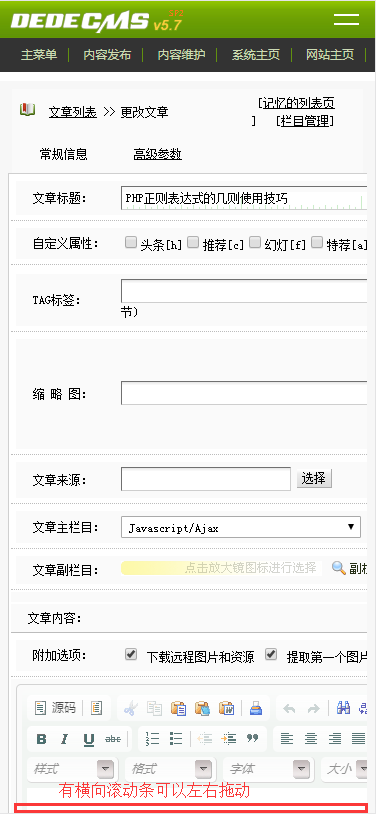 DEDECMS v5.7 SP2
主菜单 内容发布 内容维护 系统主页 网站主页
文章列表 >> 更改文章 [记忆的列表页
] [栏目管理]
常规信息 高级参数
文章标题： PHP正则表达式的几则使用技巧
自定义属性： 头条[h] 推荐[c] 幻灯[f] 特荐[a]
TAG标签：
节）
缩 略 图：
文章来源： 选择
文章主栏目： Javascript/Ajax
文章副栏目： 点击放大镜图标进行选择 副栏
文章内容：
附加选项： 下载远程图片和资源 提取第一个图片
源码
B I U abc
样式 格式 字体 大小
有横向滚动条可以左右拖动